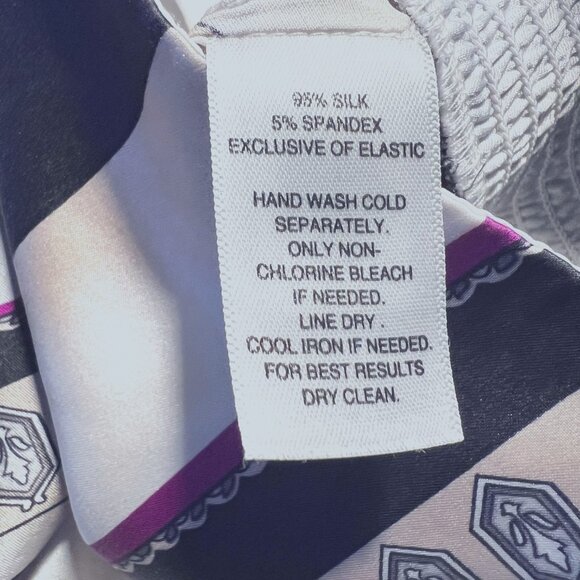 95% SILK
5% SPANDEX
EXCLUSIVE OF ELASTIC
HAND WASH COLD
SEPARATELY.
ONLY NON-
CHLORINE BLEACH
IF NEEDED.
LINE DRY .
COOL IRON IF NEEDED.
FOR BEST RESULTS
DRY CLEAN.